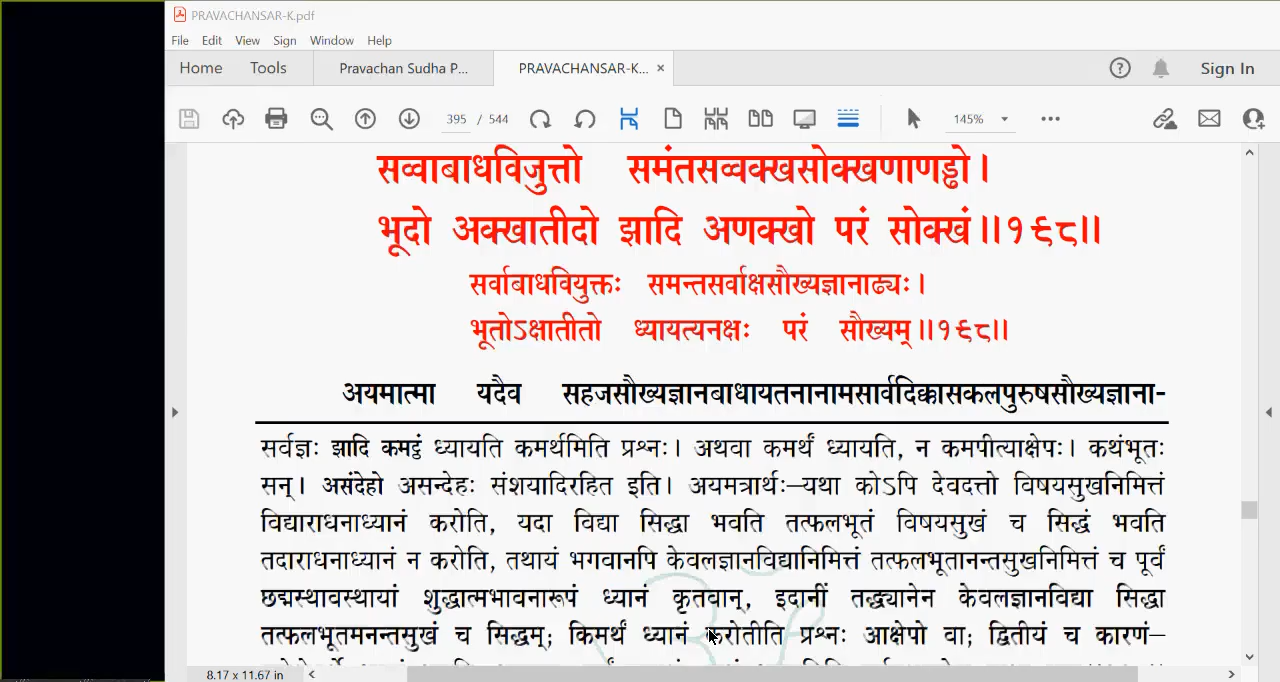 PRAVACHANSAR-K.pdf
File Edit View Sign Window Help
Home Tools Pravachan Sudha P... PRAVACHANSAR-K... × Sign In
395 / 544 145%
सव्वाबाधविजुत्तो समंतसव्वक्खसोक्खणाणड्ढो।
भूदो अक्खातीदो झादि अणक्खो परं सोक्खं॥१९८॥
सर्वाबाधवियुक्तः समन्तसर्वाक्षसौख्यज्ञानाढ्यः।
भूतोऽक्षातीतो ध्यायत्यनक्षः परं सौख्यम्॥१९८॥
अयमात्मा यदैव सहजसौख्यज्ञानबाधायतनानामसार्वदिक्कासकलपुरुषसौख्यज्ञाना-
सर्वज्ञः झादि कमट्ठं ध्यायति कमर्थमिति प्रश्नः। अथवा कमर्थं ध्यायति, न कमपीत्याक्षेपः। कथंभूतः
सन्। असंदेहो असन्देहः संशयादिरहित इति। अयमत्रार्थः—यथा कोऽपि देवदत्तो विषयसुखनिमित्तं
विद्याराधनाध्यानं करोति, यदा विद्या सिद्धा भवति तत्फलभूतं विषयसुखं च सिद्धं भवति
तदाराधनाध्यानं न करोति, तथायं भगवानपि केवलज्ञानविद्यानिमित्तं तत्फलभूतानन्तसुखनिमित्तं च पूर्वं
छद्मस्थावस्थायां शुद्धात्मभावनारूपं ध्यानं कृतवान्, इदानीं तद्ध्यानेन केवलज्ञानविद्या सिद्धा
तत्फलभूतमनन्तसुखं च सिद्धम्; किमर्थं ध्यानं करोतीति प्रश्नः आक्षेपो वा; द्वितीयं च कारणं—
8.17 x 11.67 in